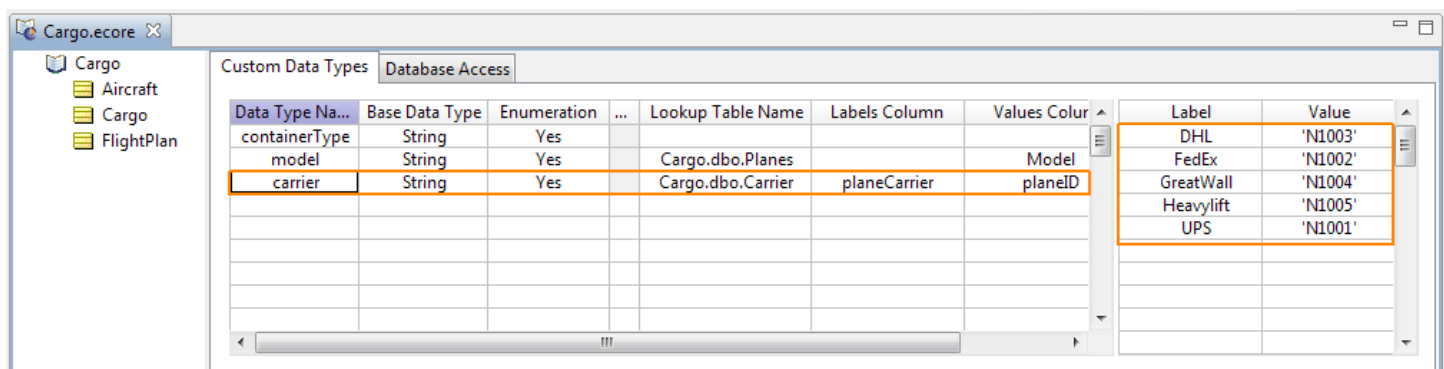 Cargo.ecore
Cargo
Aircraft
Cargo
FlightPlan
Custom Data Types Database Access
Data Type Na... Base Data Type Enumeration ... Lookup Table Name Labels Column Values Colur
containerType String Yes
model String Yes Cargo.dbo.Planes Model
carrier String Yes Cargo.dbo.Carrier planeCarrier planeID
Label Value
DHL 'N1003'
FedEx 'N1002'
GreatWall 'N1004'
Heavylift 'N1005'
UPS 'N1001'